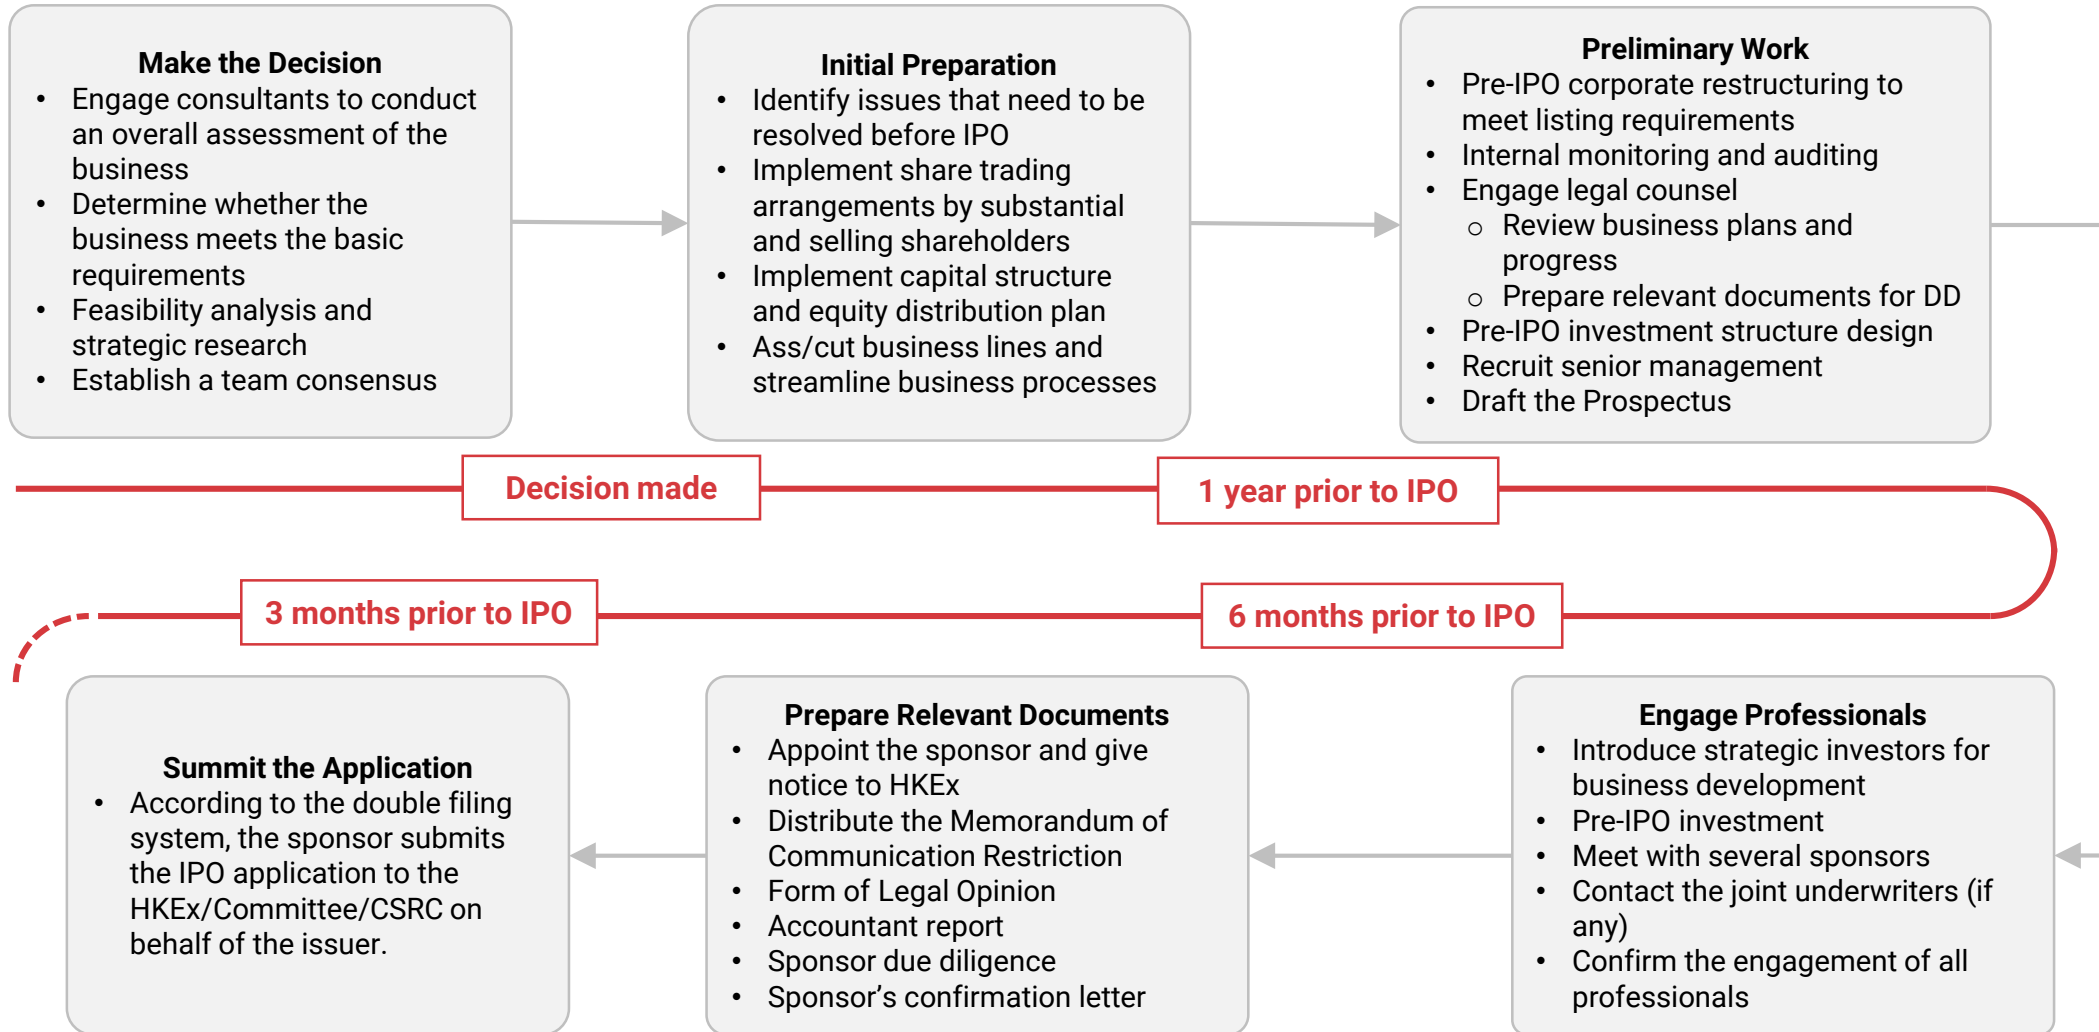 Make the Decision
• Engage consultants to conduct
an overall assessment of the
business
• Determine whether the
business meets the basic
requirements
• Feasibility analysis and
strategic research
• Establish a team consensus
Initial Preparation
• Identify issues that need to be
resolved before IPO
• Implement share trading
arrangements by substantial
and selling shareholders
• Implement capital structure
and equity distribution plan
• Ass/cut business lines and
streamline business processes
Preliminary Work
• Pre-IPO corporate restructuring to
meet listing requirements
• Internal monitoring and auditing
• Engage legal counsel
o Review business plans and
progress
o Prepare relevant documents for DD
• Pre-IPO investment structure design
• Recruit senior management
• Draft the Prospectus
Decision made
1 year prior to IPO
6 months prior to IPO
3 months prior to IPO
Engage Professionals
• Introduce strategic investors for
business development
• Pre-IPO investment
• Meet with several sponsors
• Contact the joint underwriters (if
any)
• Confirm the engagement of all
professionals
Prepare Relevant Documents
• Appoint the sponsor and give
notice to HKEx
• Distribute the Memorandum of
Communication Restriction
• Form of Legal Opinion
• Accountant report
• Sponsor due diligence
• Sponsor's confirmation letter
Summit the Application
• According to the double filing
system, the sponsor submits
the IPO application to the
HKEx/Committee/CSRC on
behalf of the issuer.